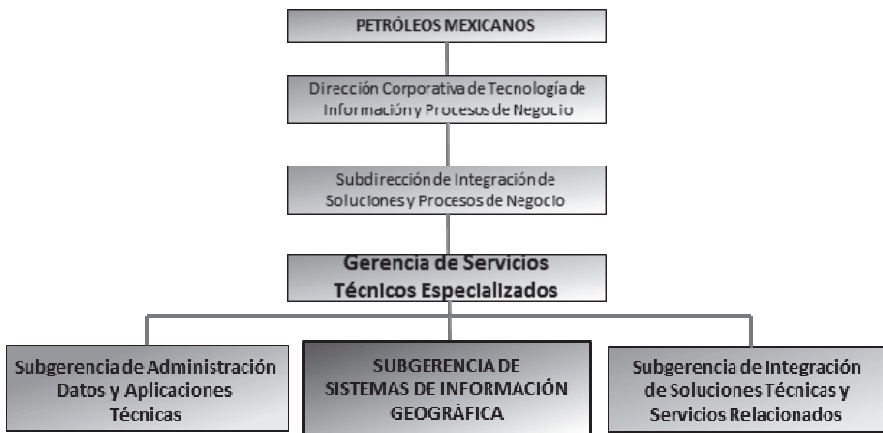 PETRÓLEOS MEXICANOS
Dirección Corporativa de Tecnología de
Información y Procesos de Negocio
Subdirección de Integración de
Soluciones y Procesos de Negocio
Gerencia de Servicios
Técnicos Especializados
Subgerencia de Administración
Datos y Aplicaciones
Técnicas
SUBGERENCIA DE
SISTEMAS DE INFORMACIÓN
GEOGRÁFICA
Subgerencia de Integración
de Soluciones Técnicas y
Servicios Relacionados